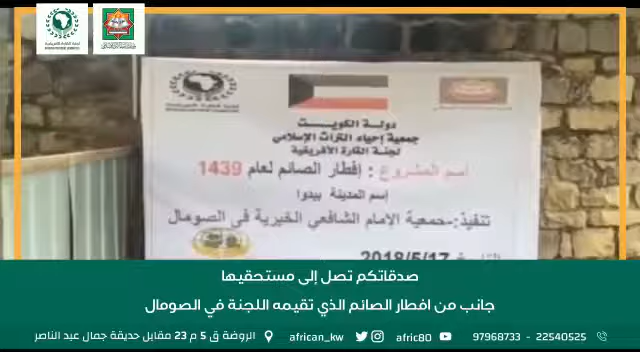 دولة الكويت
جمعية إحياء التراث الإسلامي
لجنة القارة الأفريقية
اسم المشروع : إفطار الصائم لعام 1439
إسم المدينة بيدوا
تنفيذ:-جمعية الامام الشافعي الخيرية في الصومال
2018/5/17
صدقاتكم تصل إلى مستحقيها
جانب من افطار الصائم الذي تقيمه اللجنة في الصومال
22540525 - 97968733 afric80 african_kw الروضة ق 5 م 23 مقابل حديقة جمال عبد الناصر